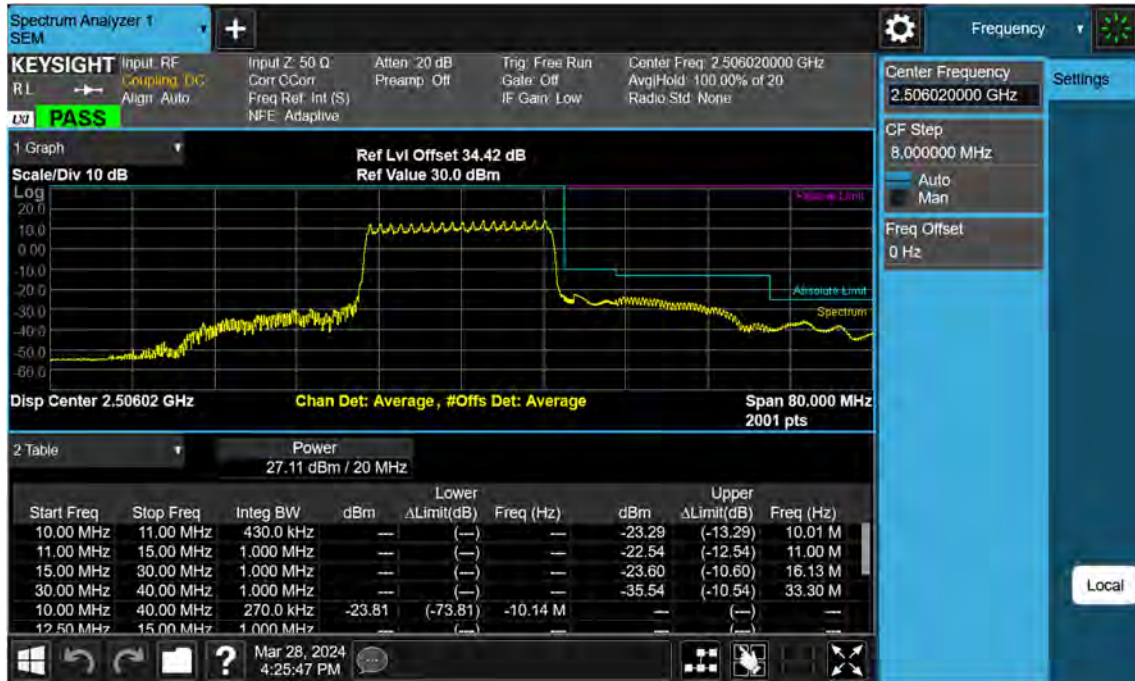 Spectrum Analyzer 1
SEM
Frequency
KEYSIGHT
RL
LXI PASS
Input: RF
Coupling: DC
Align: Auto
Input Z: 50 Ω
Corr CCorr
Freq Ref: Int (S)
NFE: Adaptive
Atten: 20 dB
Preamp: Off
Trig: Free Run
Gate: Off
IF Gain: Low
Center Freq: 2.506020000 GHz
Avg|Hold: 100.00% of 20
Radio Std: None
Center Frequency
2.506020000 GHz
Settings
CF Step
8.000000 MHz
Auto
Man
Freq Offset
0 Hz
1 Graph
Scale/Div 10 dB
Ref Lvl Offset 34.42 dB
Ref Value 30.0 dBm
Log
20.0
10.0
0.00
-10.0
-20.0
-30.0
-40.0
-50.0
-60.0
Relative Limit
Absolute Limit
Spectrum
Disp Center 2.50602 GHz
Chan Det: Average, #Offs Det: Average
Span 80.000 MHz
2001 pts
2 Table
Power
27.11 dBm / 20 MHz
Lower Upper
Start Freq Stop Freq Integ BW dBm ΔLimit(dB) Freq (Hz) dBm ΔLimit(dB) Freq (Hz)
10.00 MHz 11.00 MHz 430.0 kHz --- (---) --- -23.29 (-13.29) 10.01 M
11.00 MHz 15.00 MHz 1.000 MHz --- (---) --- -22.54 (-12.54) 11.00 M
15.00 MHz 30.00 MHz 1.000 MHz --- (---) --- -23.60 (-10.60) 16.13 M
30.00 MHz 40.00 MHz 1.000 MHz --- (---) --- -35.54 (-10.54) 33.30 M
10.00 MHz 40.00 MHz 270.0 kHz -23.81 (-73.81) -10.14 M --- (---) ---
12.50 MHz 15.00 MHz 1.000 MHz --- (---) --- --- (---) ---
Local
?
Mar 28, 2024
4:25:47 PM